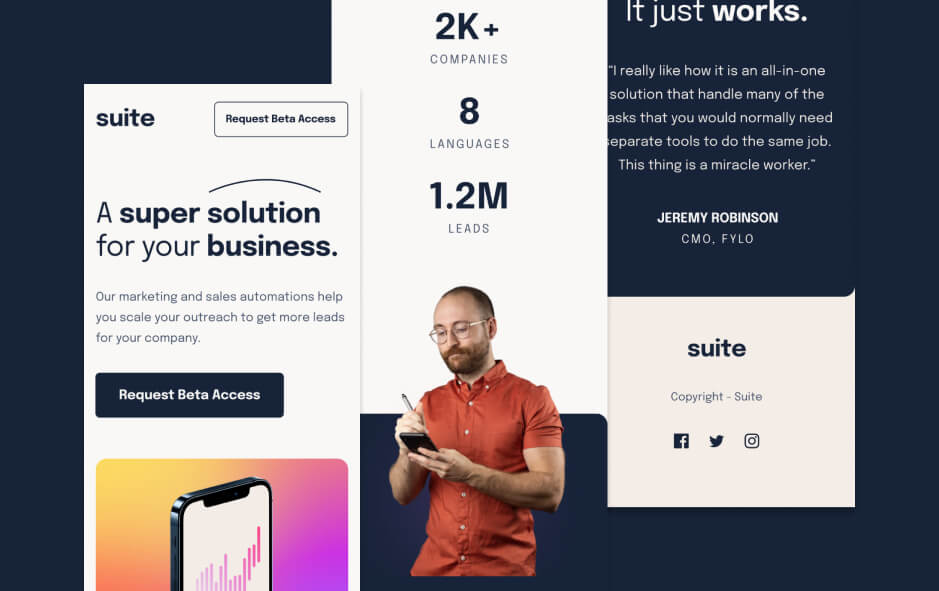 suite
Request Beta Access
A super solution
for your business.
Our marketing and sales automations help
you scale your outreach to get more leads
for your company.
Request Beta Access
2K+
COMPANIES
8
LANGUAGES
1.2M
LEADS
It just works.
“I really like how it is an all-in-one
solution that handle many of the
asks that you would normally need
separate tools to do the same job.
This thing is a miracle worker.”
JEREMY ROBINSON
CMO, FYLO
suite
Copyright - Suite